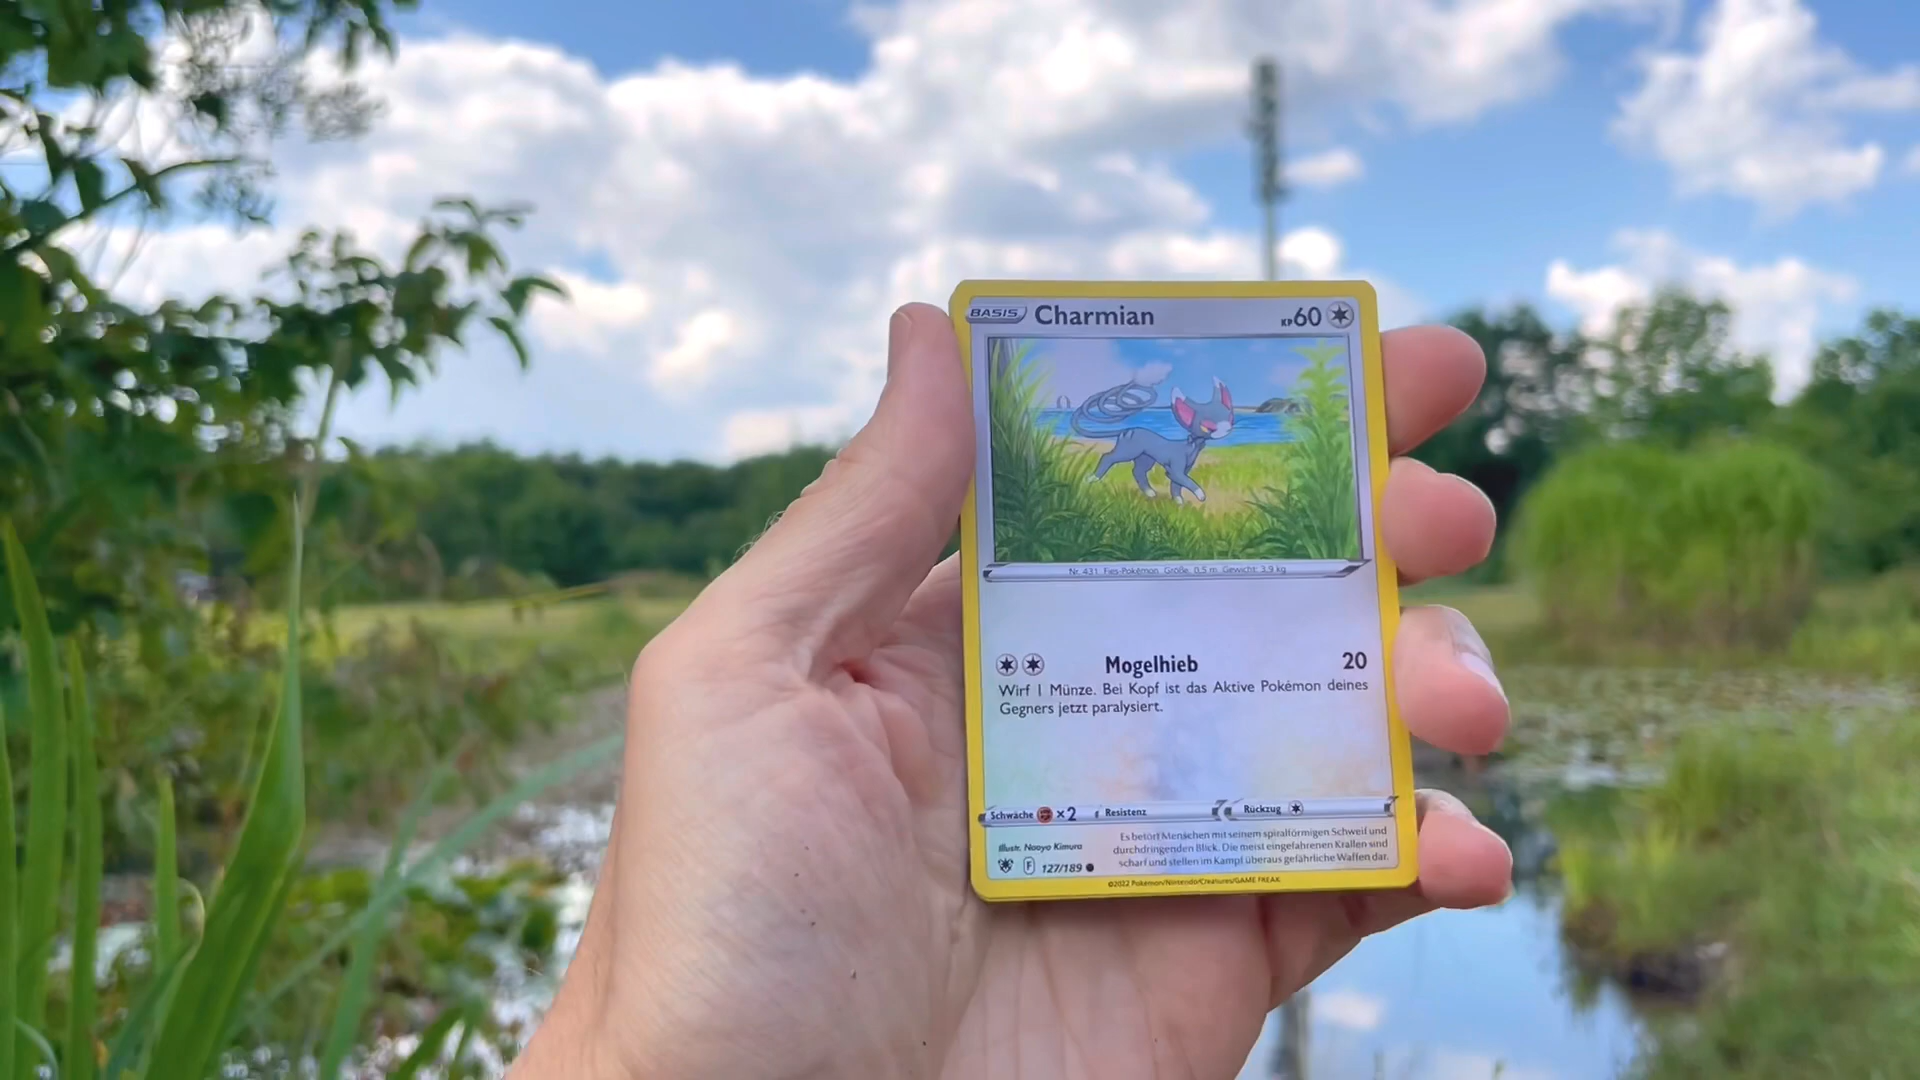 BASIS Charmian KP60
Nr. 431 Fies-Pokémon Größe: 0,5 m Gewicht: 3,9 kg
Mogelhieb 20
Wirf 1 Münze. Bei Kopf ist das Aktive Pokémon deines
Gegners jetzt paralysiert.
Schwäche ×2 Resistenz Rückzug
Es betört Menschen mit seinem spiralförmigen Schweif und
durchdringenden Blick. Die meist eingefahrenen Krallen sind
scharf und stellen im Kampf überaus gefährliche Waffen dar.
Illustr. Naoyo Kimura
F 127/189
©2022 Pokémon/Nintendo/Creatures/GAME FREAK